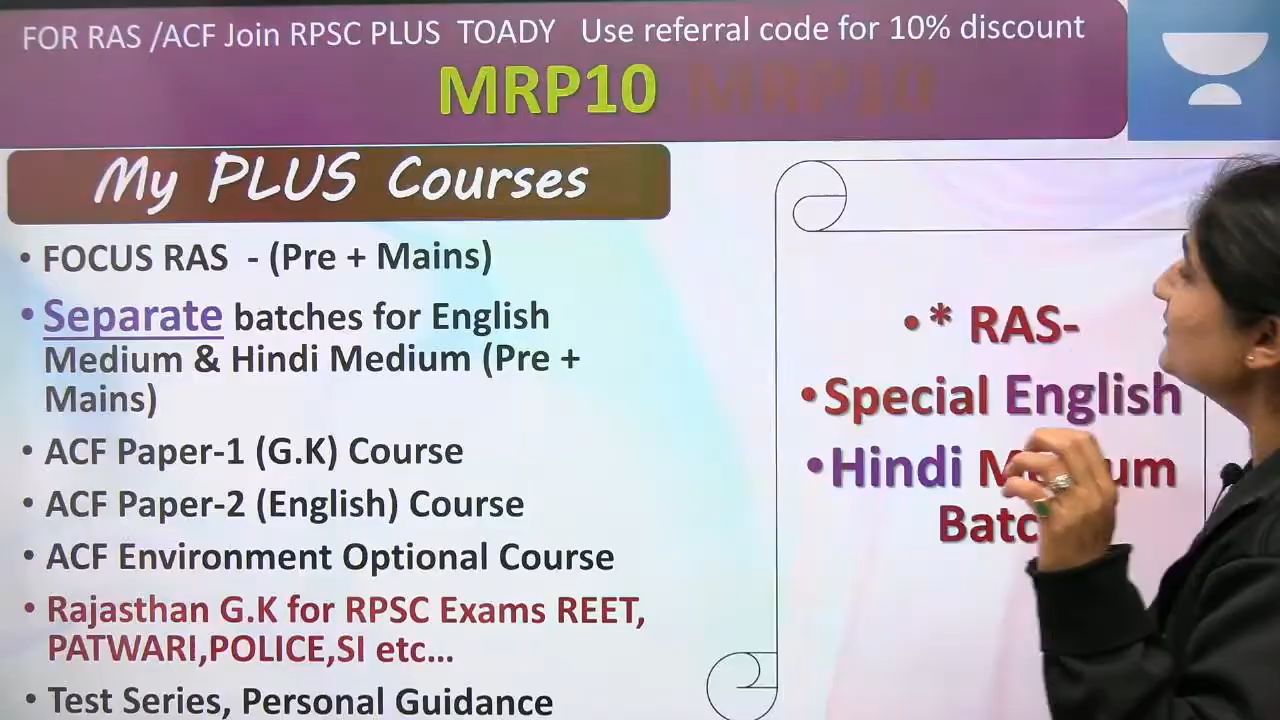 FOR RAS /ACF Join RPSC PLUS TOADY Use referral code for 10% discount
MRP10 MRP10
My PLUS Courses
• FOCUS RAS - (Pre + Mains)
• Separate batches for English
Medium & Hindi Medium (Pre +
Mains)
• ACF Paper-1 (G.K) Course
• ACF Paper-2 (English) Course
• ACF Environment Optional Course
• Rajasthan G.K for RPSC Exams REET,
PATWARI,POLICE,SI etc...
• Test Series, Personal Guidance
• * RAS-
• Special English
• Hindi